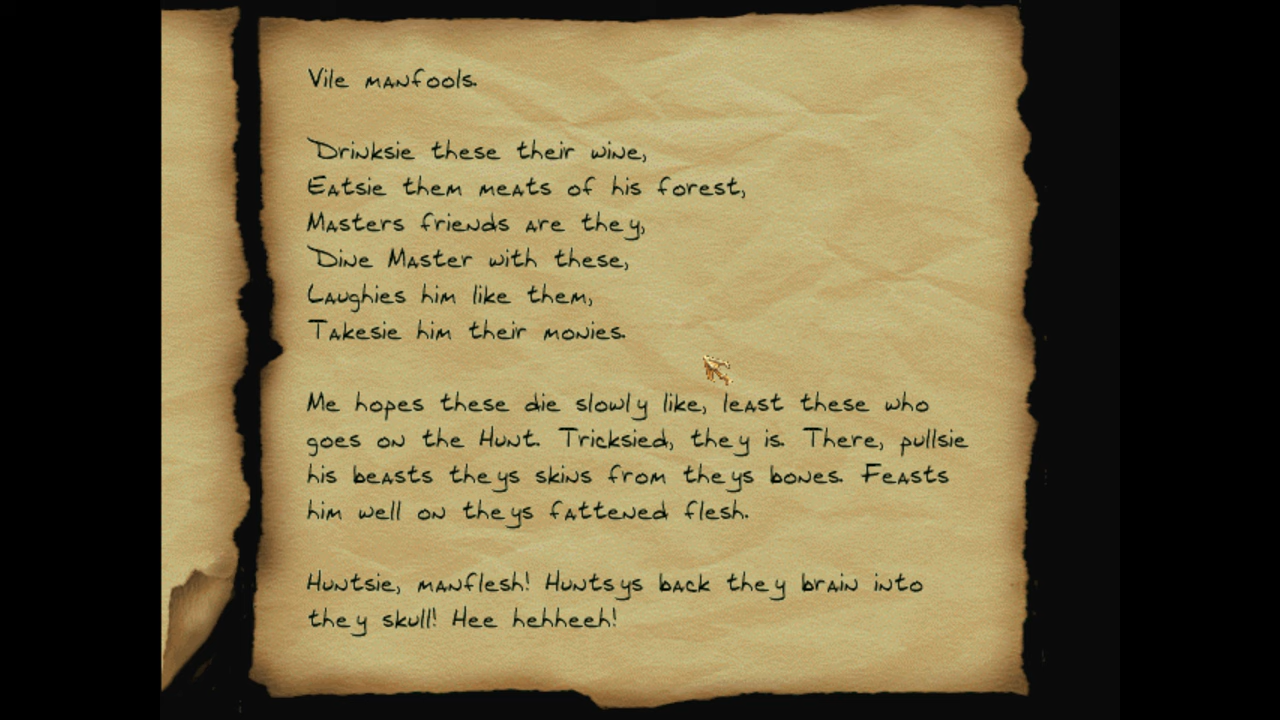 Vile manfools.
Drinksie these their wine,
Eatsie them meats of his forest,
Masters friends are they,
Dine Master with these,
Laughies him like them,
Takesie him their monies.
Me hopes these die slowly like, least these who
goes on the Hunt. Tricksied, they is. There, pullsie
his beasts theys skins from theys bones. Feasts
him well on theys fattened flesh.
Huntsie, manflesh! Huntsys back they brain into
they skull! Hee hehheeh!